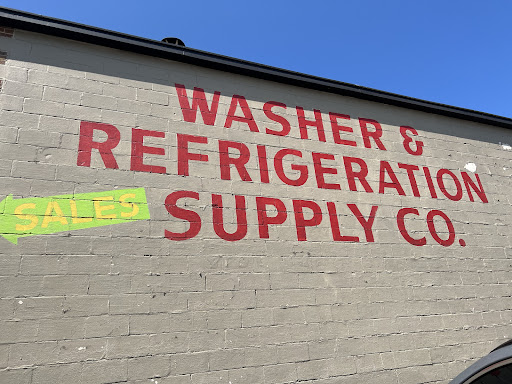 WASHER &
REFRIGERATION
SUPPLY CO.
SALES